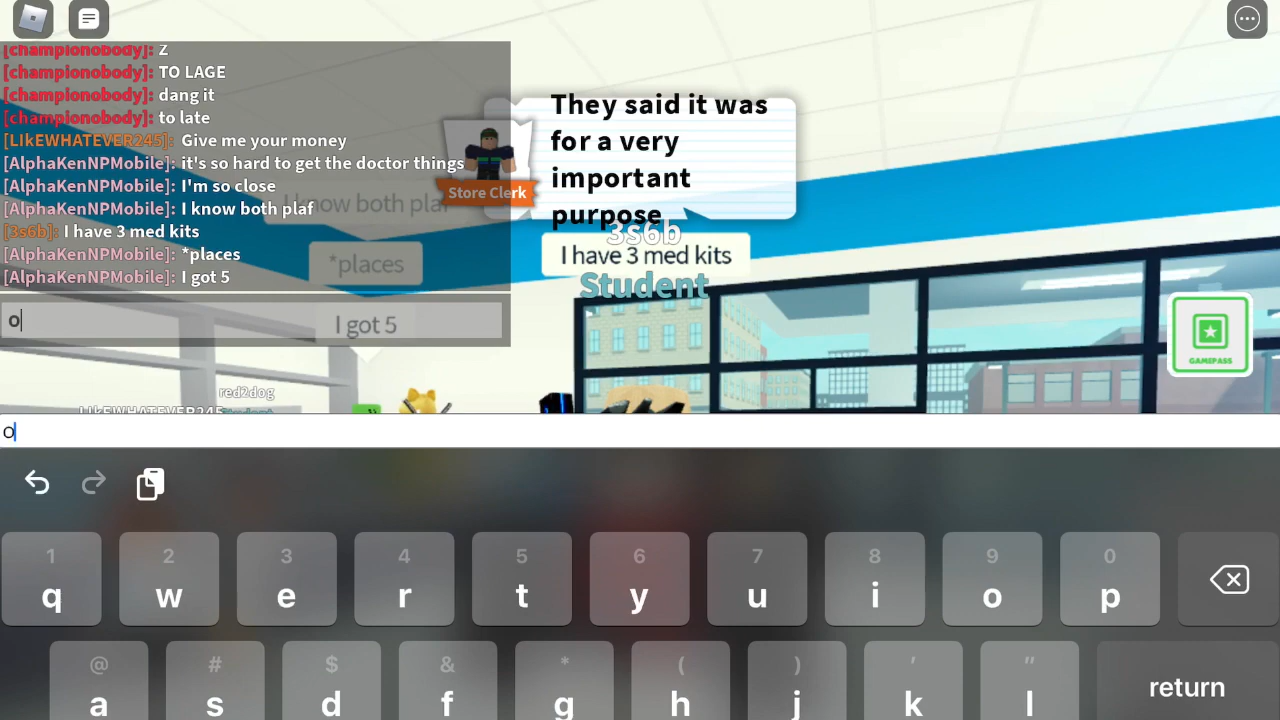 [championobody]: Z
[championobody]: TO LAGE
[championobody]: dang it
[championobody]: to late
[LIkEWHATEVER245]: Give me your money
[AlphaKenNPMobile]: it's so hard to get the doctor things
[AlphaKenNPMobile]: I'm so close
[AlphaKenNPMobile]: I know both plaf
[3s6b]: I have 3 med kits
[AlphaKenNPMobile]: *places
[AlphaKenNPMobile]: I got 5
o
I know both plaf
*places
I got 5
Store Clerk
They said it was
for a very
important
purpose
3s6b
I have 3 med kits
Student
GAMEPASS
red2dog
LIkEWHATEVER245
Student
o
1 2 3 4 5 6 7 8 9 0
q w e r t y u i o p
@ # $ & * ( ) ' "
a s d f g h j k l return